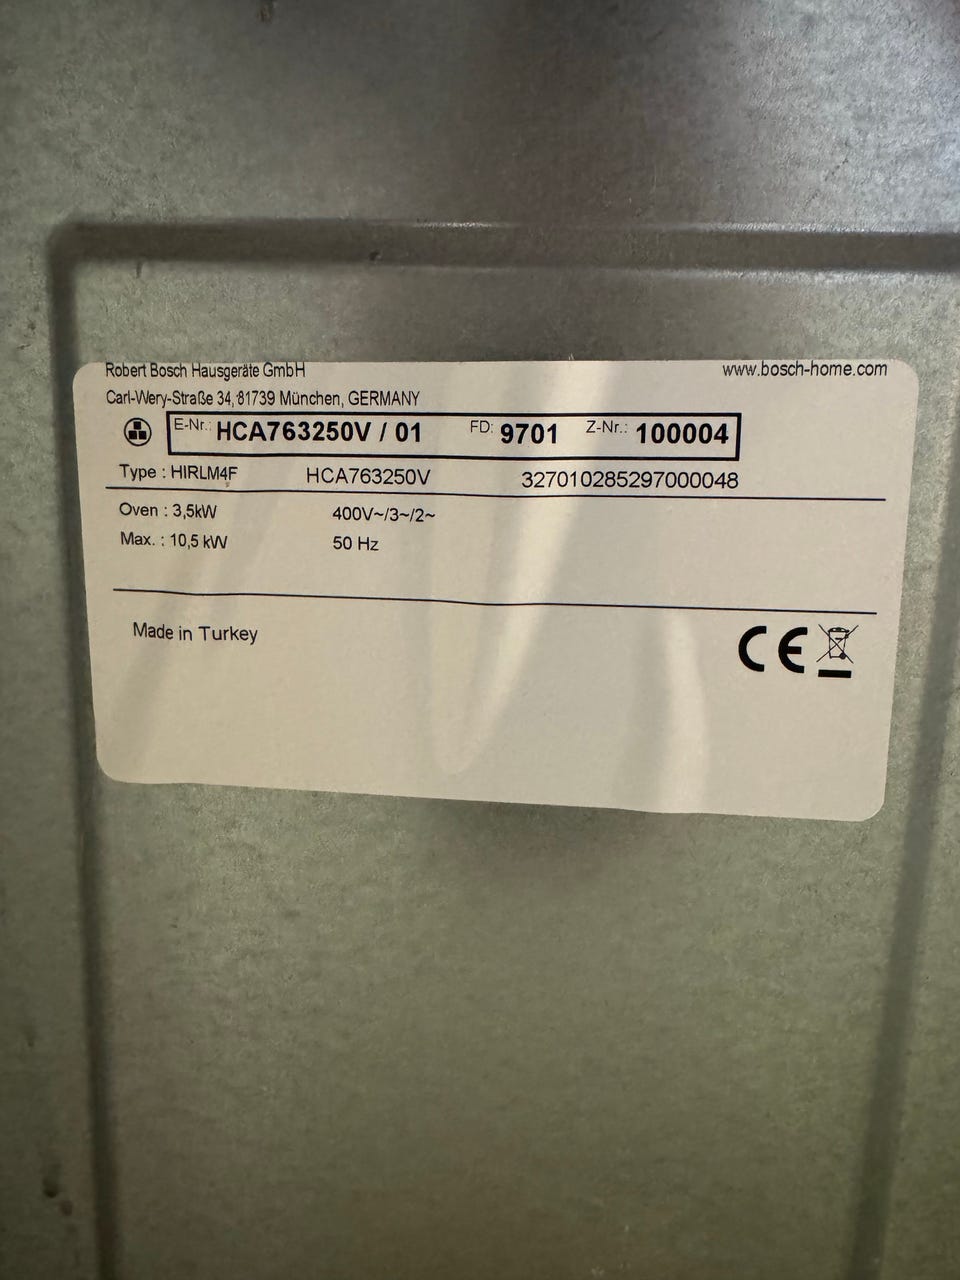 Robert Bosch Hausgeräte GmbH www.bosch-home.com
Carl-Wery-Straße 34, 81739 München, GERMANY
E-Nr.: HCA763250V / 01 FD: 9701 Z-Nr.: 100004
Type : HIRLM4F HCA763250V 327010285297000048
Oven : 3,5kW 400V~/3~/2~
Max. : 10,5 kW 50 Hz
Made in Turkey CE